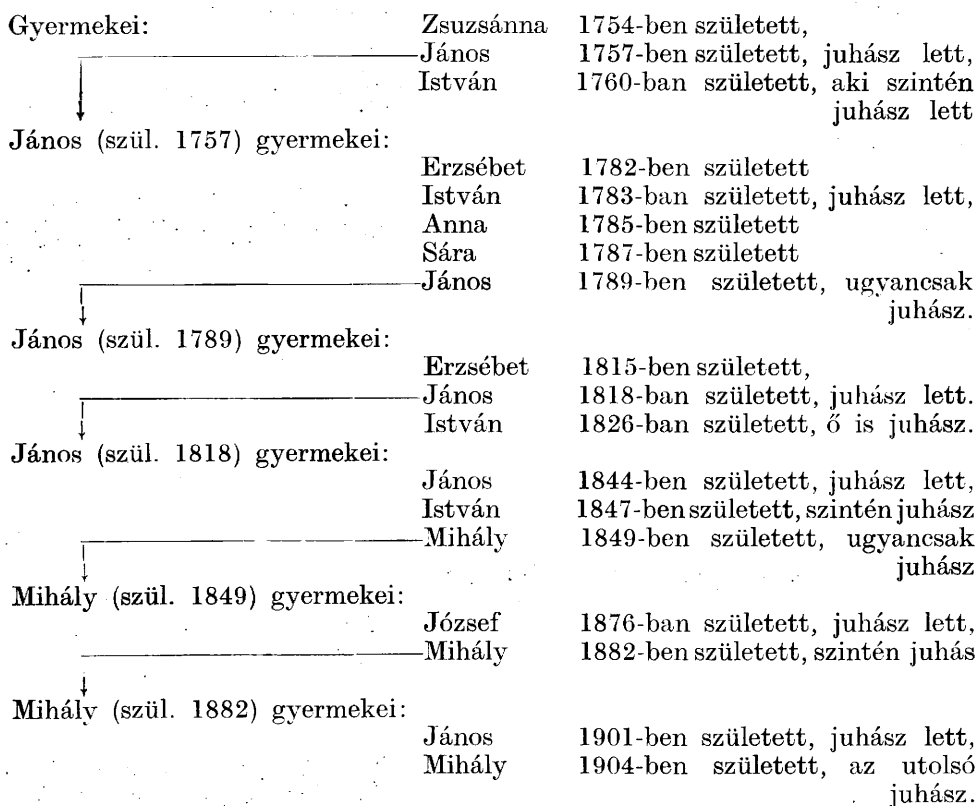 Gyermekei: Zsuzsánna 1754-ben született,
János 1757-ben született, juhász lett,
István 1760-ban született, aki szintén
juhász lett
János (szül. 1757) gyermekei:
Erzsébet 1782-ben született
István 1783-ban született, juhász lett,
Anna 1785-ben született
Sára 1787-ben született
János 1789-ben született, ugyancsak
juhász.
János (szül. 1789) gyermekei:
Erzsébet 1815-ben született,
János 1818-ban született, juhász lett.
István 1826-ban született, ő is juhász.
János (szül. 1818) gyermekei:
János 1844-ben született, juhász lett,
István 1847-ben született, szintén juhász
Mihály 1849-ben született, ugyancsak
juhász
Mihály (szül. 1849) gyermekei:
József 1876-ban született, juhász lett,
Mihály 1882-ben született, szintén juhás
Mihály (szül. 1882) gyermekei:
János 1901-ben született, juhász lett,
Mihály 1904-ben született, az utolsó
juhász.